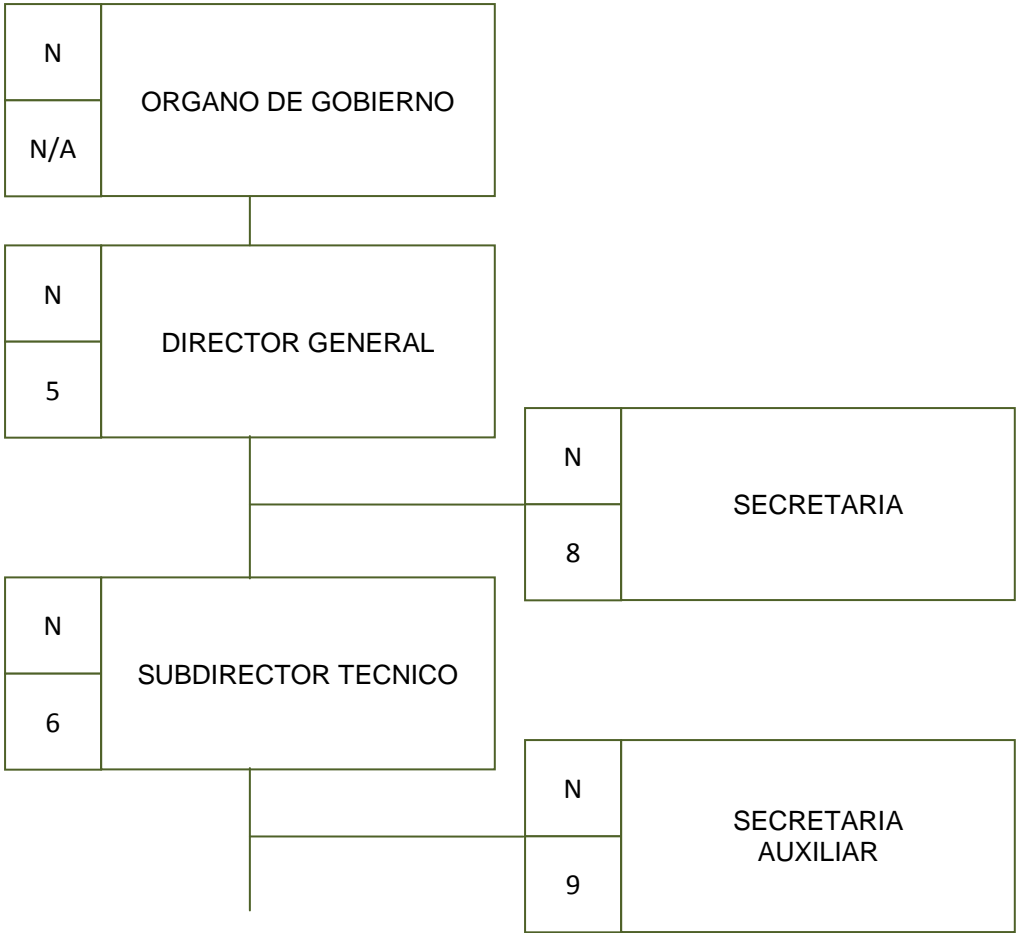 N
ORGANO DE GOBIERNO
N/A
N
DIRECTOR GENERAL
5
N
SECRETARIA
8
N
SUBDIRECTOR TECNICO
6
N
SECRETARIA
AUXILIAR
9